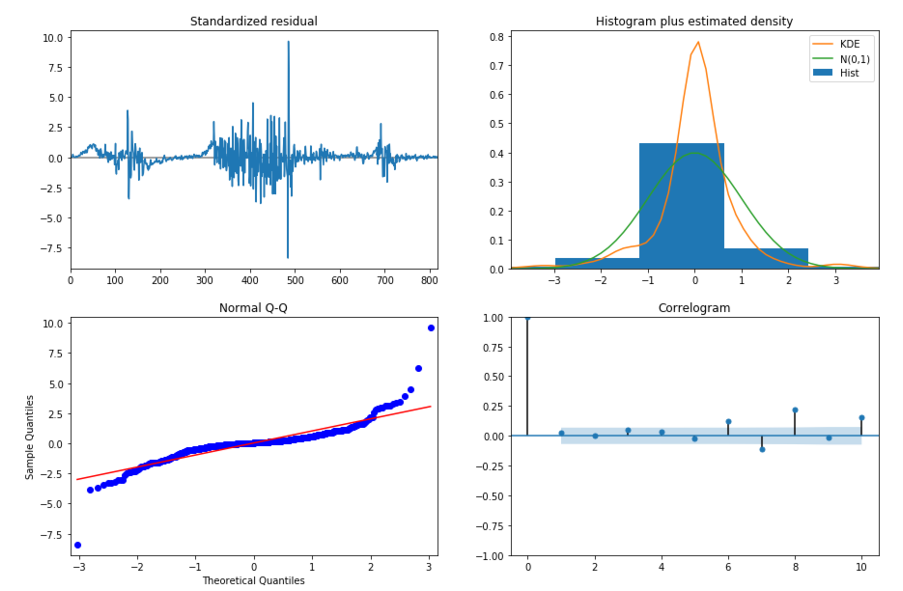 Standardized residual
10.0
7.5
5.0
2.5
0.0
−2.5
−5.0
−7.5
0 100 200 300 400 500 600 700 800
Histogram plus estimated density
KDE
N(0,1)
Hist
0.8
0.7
0.6
0.5
0.4
0.3
0.2
0.1
0.0
−3 −2 −1 0 1 2 3
Normal Q-Q
Sample Quantiles
10.0
7.5
5.0
2.5
0.0
−2.5
−5.0
−7.5
−3 −2 −1 0 1 2 3
Theoretical Quantiles
Correlogram
1.00
0.75
0.50
0.25
0.00
−0.25
−0.50
−0.75
−1.00
0 2 4 6 8 10